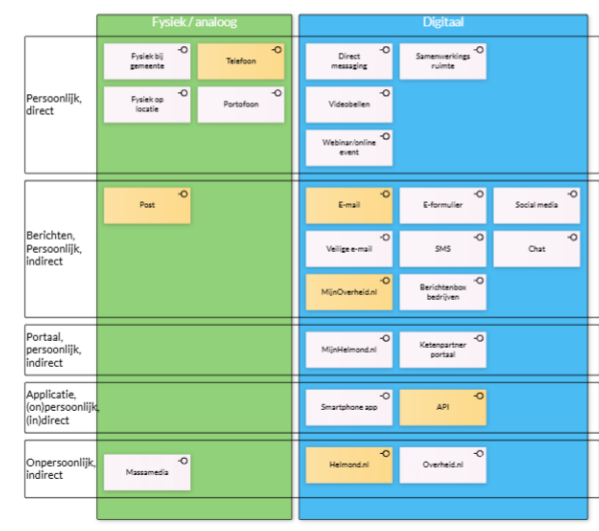 Fysiek / analoog
Digitaal
Persoonlijk,
direct
Fysiek bij
gemeente
Telefoon
Direct
messaging
Samenwerkings
ruimte
Fysiek op
locatie
Portofoon
Videobellen
Webinar/online
event
Berichten,
Persoonlijk,
indirect
Post
E-mail
E-formulier
Social media
Veilige e-mail
SMS
Chat
MijnOverheid.nl
Berichtenbox
bedrijven
Portaal,
persoonlijk,
indirect
MijnHelmond.nl
Ketenpartner
portaal
Applicatie,
(on)persoonlijk,
(in)direct
Smartphone app
API
Onpersoonlijk,
indirect
Massamedia
Helmond.nl
Overheid.nl